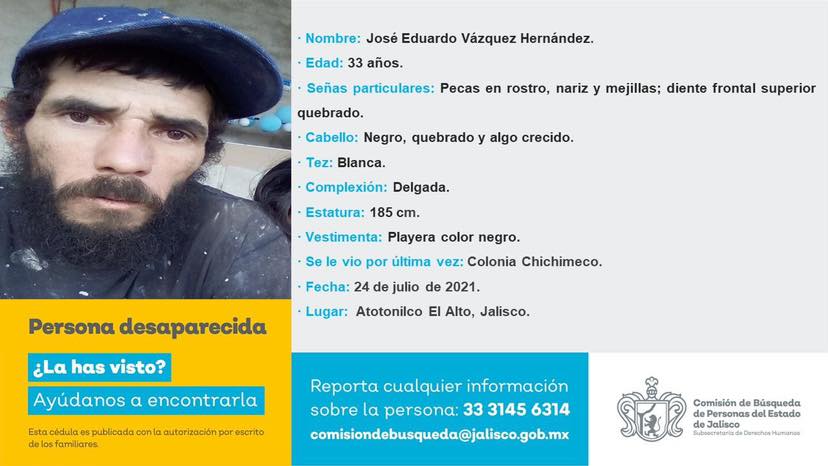 · Nombre: José Eduardo Vázquez Hernández.
· Edad: 33 años.
· Señas particulares: Pecas en rostro, nariz y mejillas; diente frontal superior
quebrado.
· Cabello: Negro, quebrado y algo crecido.
· Tez: Blanca.
· Complexión: Delgada.
· Estatura: 185 cm.
· Vestimenta: Playera color negro.
· Se le vio por última vez: Colonia Chichimeco.
· Fecha: 24 de julio de 2021.
· Lugar: Atotonilco El Alto, Jalisco.
Persona desaparecida
¿La has visto?
Ayúdanos a encontrarla
Esta cédula es publicada con la autorización por escrito
de los familiares.
Reporta cualquier información
sobre la persona: 33 3145 6314
comisiondebusqueda@jalisco.gob.mx
Comisión de Búsqueda
de Personas del Estado
de Jalisco
Subsecretaría de Derechos Humanos